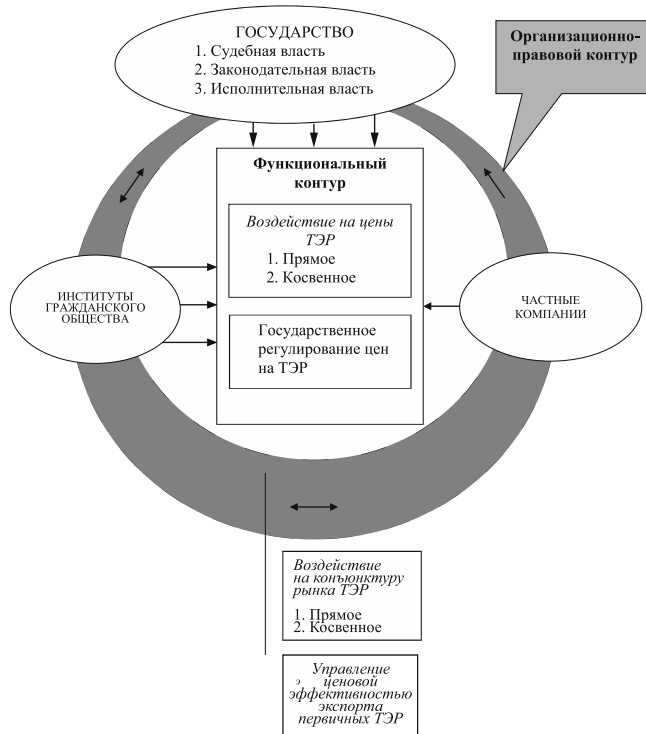 ГОСУДАРСТВО
1. Судебная власть
2. Законодательная власть
3. Исполнительная власть
Организационно-
правовой контур
Функциональный
контур
Воздействие на цены
ТЭР
1. Прямое
2. Косвенное
ИНСТИТУТЫ
ГРАЖДАНСКОГО
ОБЩЕСТВА
ЧАСТНЫЕ
КОМПАНИИ
Государственное
регулирование цен
на ТЭР
Воздействие
на конъюнктуру
рынка ТЭР
1. Прямое
2. Косвенное
Управление
э ценовой
эффективностью
экспорта
первичных ТЭР